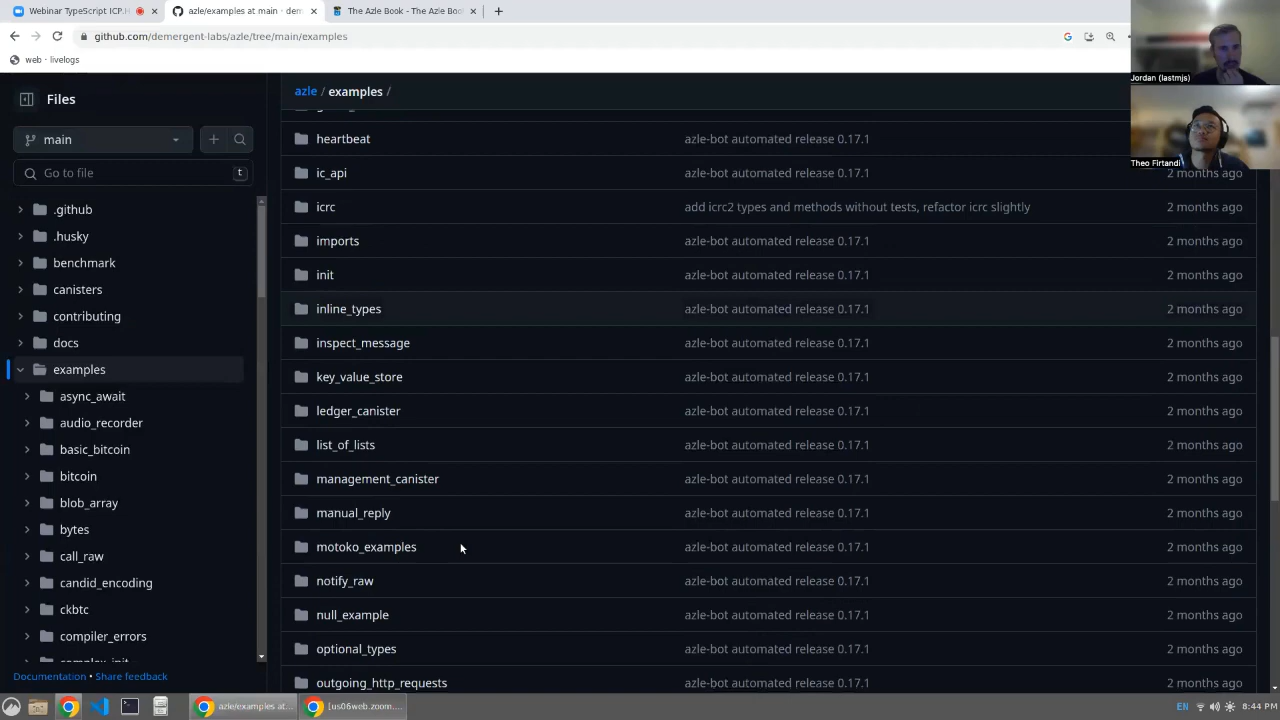 Webinar TypeScript ICP.H
azle/examples at main · dem
The Azle Book - The Azle Boo
github.com/demergent-labs/azle/tree/main/examples
web · livelogs
Jordan (lastmjs)
Theo Firtandi
Files
main
Go to file
t
.github
.husky
benchmark
canisters
contributing
docs
examples
async_await
audio_recorder
basic_bitcoin
bitcoin
blob_array
bytes
call_raw
candid_encoding
ckbtc
compiler_errors
complex_init
Documentation · Share feedback
azle / examples /
heartbeat azle-bot automated release 0.17.1
ic_api azle-bot automated release 0.17.1 2 months ago
icrc add icrc2 types and methods without tests, refactor icrc slightly 2 months ago
imports azle-bot automated release 0.17.1 2 months ago
init azle-bot automated release 0.17.1 2 months ago
inline_types azle-bot automated release 0.17.1 2 months ago
inspect_message azle-bot automated release 0.17.1 2 months ago
key_value_store azle-bot automated release 0.17.1 2 months ago
ledger_canister azle-bot automated release 0.17.1 2 months ago
list_of_lists azle-bot automated release 0.17.1 2 months ago
management_canister azle-bot automated release 0.17.1 2 months ago
manual_reply azle-bot automated release 0.17.1 2 months ago
motoko_examples azle-bot automated release 0.17.1 2 months ago
notify_raw azle-bot automated release 0.17.1 2 months ago
null_example azle-bot automated release 0.17.1 2 months ago
optional_types azle-bot automated release 0.17.1 2 months ago
outgoing_http_requests azle-bot automated release 0.17.1 2 months ago
azle/examples at...
[us06web.zoom....
EN 8:44 PM